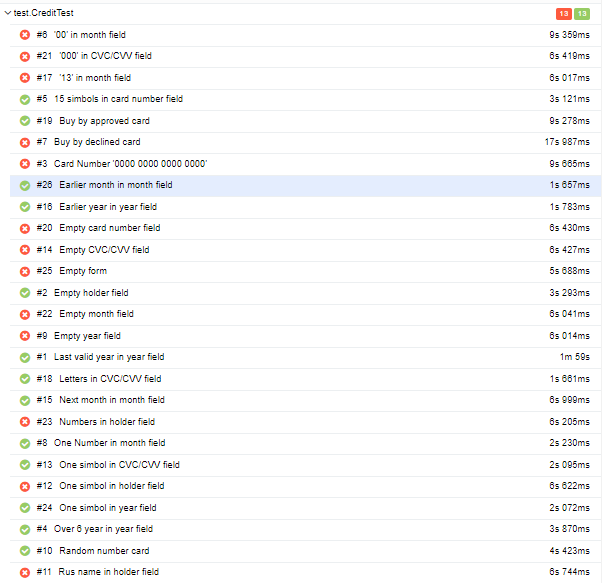 test.CreditTest 13 13
#6 '00' in month field 9s 359ms
#21 '000' in CVC/CVV field 6s 419ms
#17 '13' in month field 6s 017ms
#5 15 simbols in card number field 3s 121ms
#19 Buy by approved card 9s 278ms
#7 Buy by declined card 17s 987ms
#3 Card Number '0000 0000 0000 0000' 9s 665ms
#26 Earlier month in month field 1s 657ms
#16 Earlier year in year field 1s 783ms
#20 Empty card number field 6s 430ms
#14 Empty CVC/CVV field 6s 427ms
#25 Empty form 5s 688ms
#2 Empty holder field 3s 293ms
#22 Empty month field 6s 041ms
#9 Empty year field 6s 014ms
#1 Last valid year in year field 1m 59s
#18 Letters in CVC/CVV field 1s 661ms
#15 Next month in month field 6s 999ms
#23 Numbers in holder field 6s 205ms
#8 One Number in month field 2s 230ms
#13 One simbol in CVC/CVV field 2s 095ms
#12 One simbol in holder field 6s 622ms
#24 One simbol in year field 2s 072ms
#4 Over 6 year in year field 3s 870ms
#10 Random number card 4s 423ms
#11 Rus name in holder field 6s 744ms